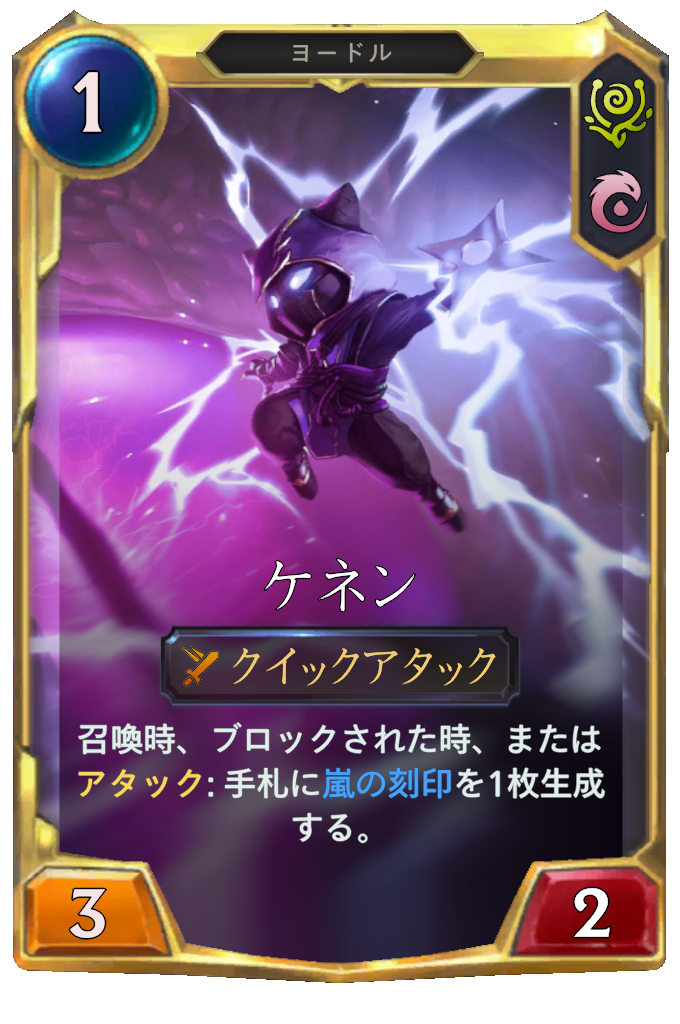 ヨードル
1
ケネン
クイックアタック
召喚時、ブロックされた時、または
アタック: 手札に嵐の刻印を1枚生成
する。
3
2